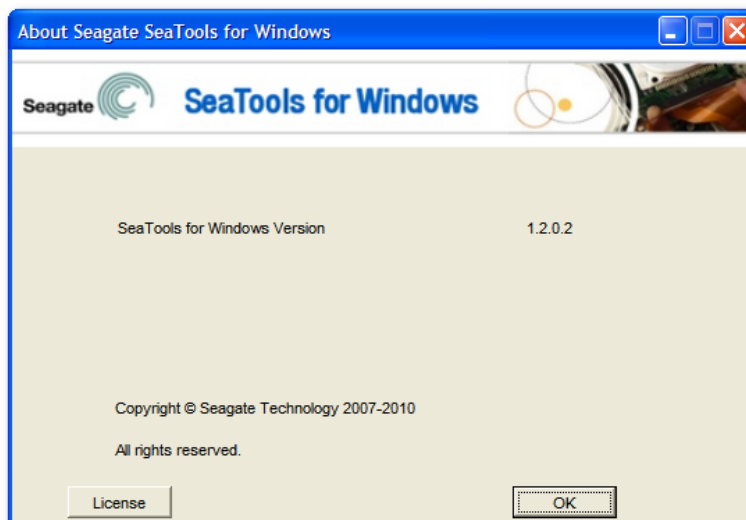 About Seagate SeaTools for Windows
Seagate
SeaTools for Windows
SeaTools for Windows Version 1.2.0.2
Copyright © Seagate Technology 2007-2010
All rights reserved.
License OK